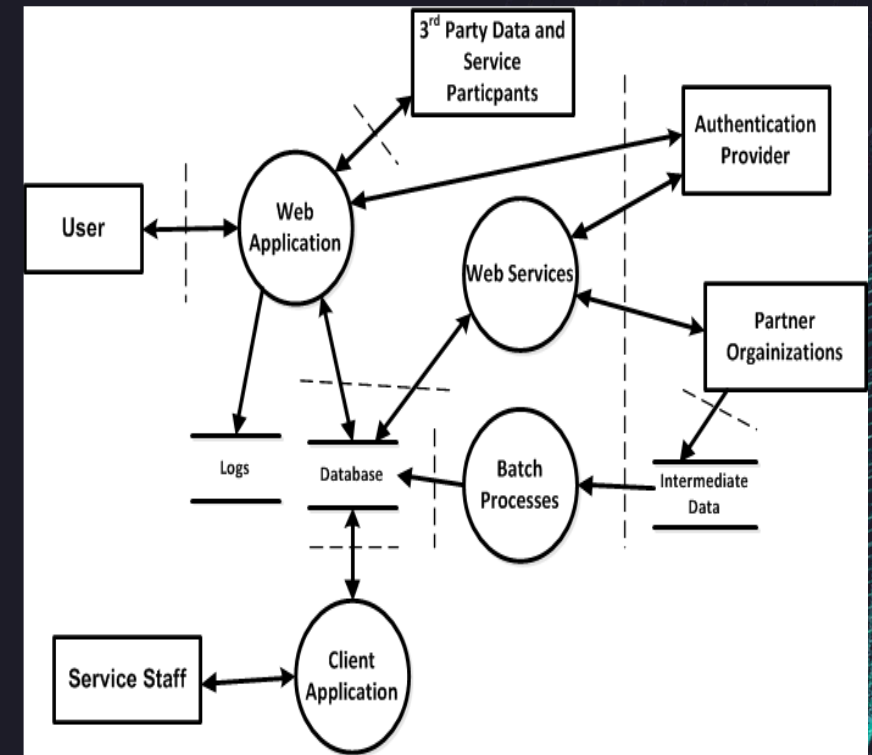 3rd Party Data and
Service
Particpants
Authentication
Provider
User
Web
Application
Web Services
Partner
Orgainizations
Logs
Database
Batch
Processes
Intermediate
Data
Service Staff
Client
Application